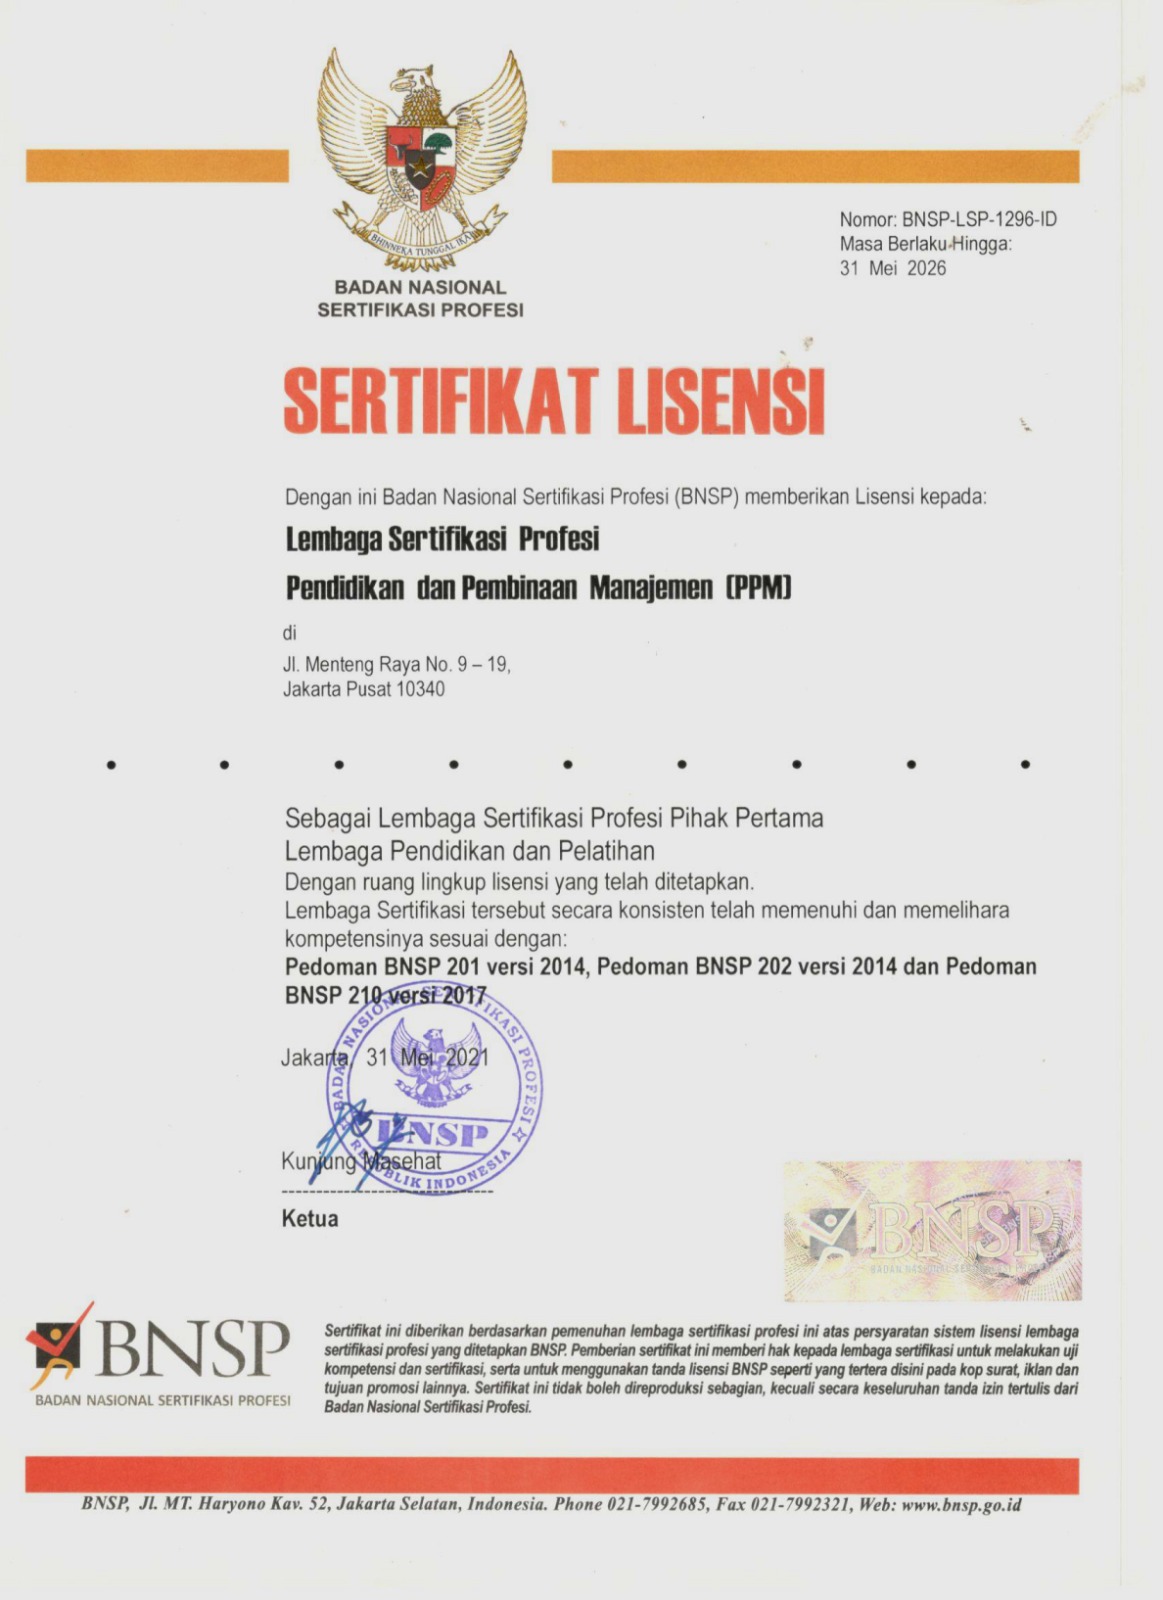 BHINNEKA TUNGGAL IKA
BADAN NASIONAL
SERTIFIKASI PROFESI
Nomor: BNSP-LSP-1296-ID
Masa Berlaku Hingga:
31 Mei 2026
SERTIFIKAT LISENSI
Dengan ini Badan Nasional Sertifikasi Profesi (BNSP) memberikan Lisensi kepada:
Lembaga Sertifikasi Profesi
Pendidikan dan Pembinaan Manajemen (PPM)
di
Jl. Menteng Raya No. 9 – 19,
Jakarta Pusat 10340
Sebagai Lembaga Sertifikasi Profesi Pihak Pertama
Lembaga Pendidikan dan Pelatihan
Dengan ruang lingkup lisensi yang telah ditetapkan.
Lembaga Sertifikasi tersebut secara konsisten telah memenuhi dan memelihara
kompetensinya sesuai dengan:
Pedoman BNSP 201 versi 2014, Pedoman BNSP 202 versi 2014 dan Pedoman
BNSP 210 versi 2017
Jakarta, 31 Mei 2021
BADAN NASIONAL SERTIFIKASI PROFESI
BNSP
REPUBLIK INDONESIA
Kunjung Masehat
Ketua
BNSP
BADAN NASIONAL SERTIFIKASI PROFESI
BNSP
BADAN NASIONAL SERTIFIKASI PROFESI
Sertifikat ini diberikan berdasarkan pemenuhan lembaga sertifikasi profesi ini atas persyaratan sistem lisensi lembaga
sertifikasi profesi yang ditetapkan BNSP. Pemberian sertifikat ini memberi hak kepada lembaga sertifikasi untuk melakukan uji
kompetensi dan sertifikasi, serta untuk menggunakan tanda lisensi BNSP seperti yang tertera disini pada kop surat, iklan dan
tujuan promosi lainnya. Sertifikat ini tidak boleh direproduksi sebagian, kecuali secara keseluruhan tanda izin tertulis dari
Badan Nasional Sertifikasi Profesi.
BNSP, Jl. MT. Haryono Kav. 52, Jakarta Selatan, Indonesia. Phone 021-7992685, Fax 021-7992321, Web: www.bnsp.go.id